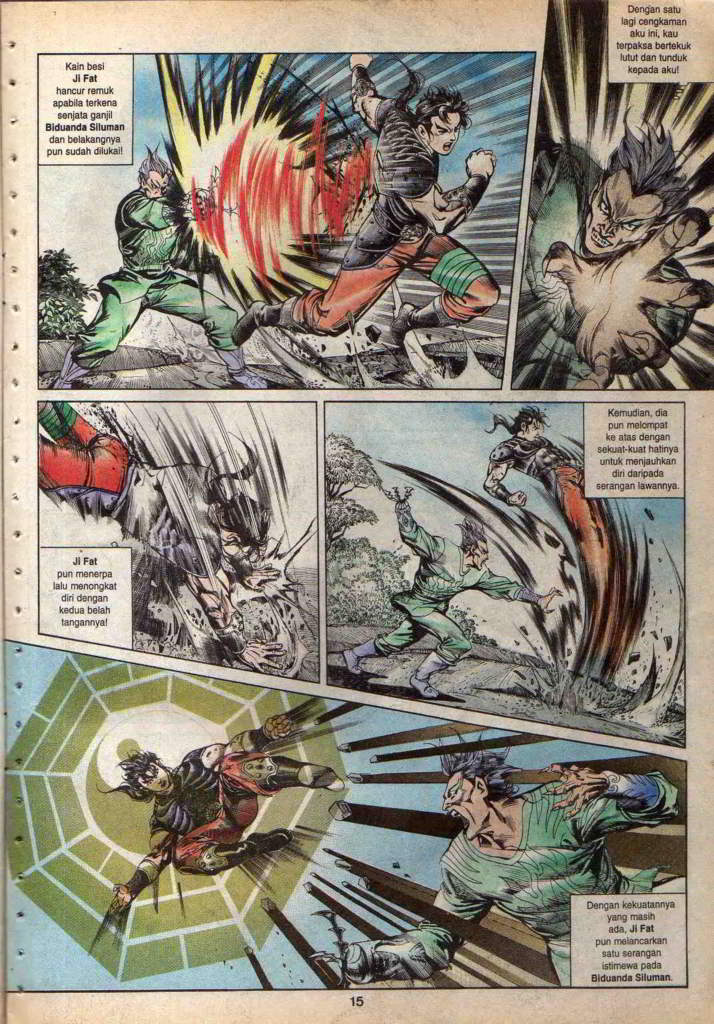 Kain besi
Ji Fat
hancur remuk
apabila terkena
senjata ganjil
Biduanda Siluman
dan belakangnya
pun sudah dilukai!
Dengan satu
lagi cengkaman
aku ini, kau
terpaksa bertekuk
lutut dan tunduk
kepada aku!
Ji Fat
pun menerpa
lalu menongkat
diri dengan
kedua belah
tangannya!
Kemudian, dia
pun melompat
ke atas dengan
sekuat-kuat hatinya
untuk menjauhkan
diri daripada
serangan lawannya.
Dengan kekuatannya
yang masih
ada, Ji Fat
pun melancarkan
satu serangan
istimewa pada
Biduanda Siluman.
15